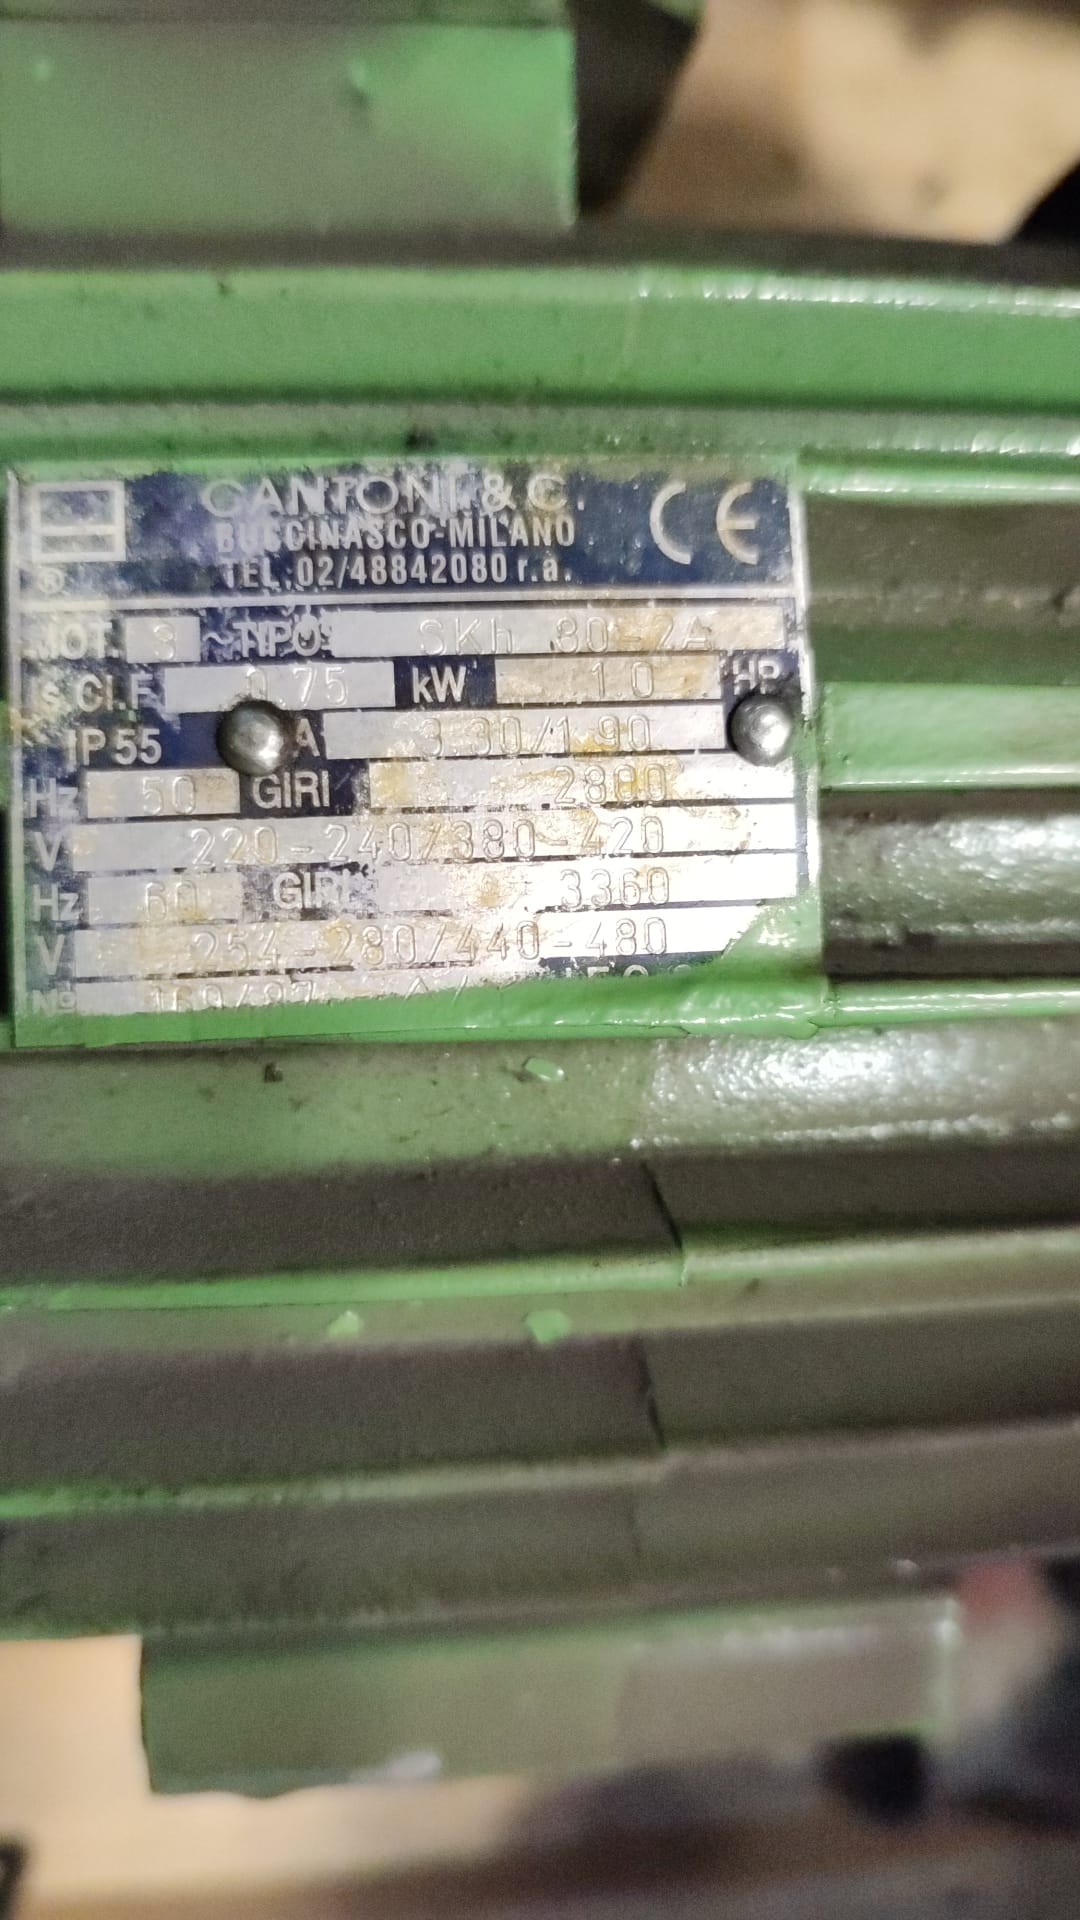 CANTONI & C.
BUCCINASCO-MILANO
TEL.:02/48842080 r.a.
CE
®
MOT. 3 ~ TIPO: SKh 80-2A
Is. Cl.F 0.75 kW 1.0 HP
IP55 A 3.30/1.90
Hz 50 GIRI 2800
V 220-240/380-420
Hz 60 GIRI 3360
V 254-280/440-480
Nº